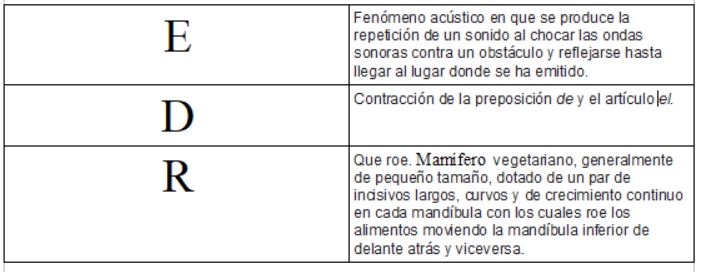 E
Fenómeno acústico en que se produce la
repetición de un sonido al chocar las ondas
sonoras contra un obstáculo y reflejarse hasta
llegar al lugar donde se ha emitido.
D
Contracción de la preposición de y el artículo el.
R
Que roe. Mamifero vegetariano, generalmente
de pequeño tamaño, dotado de un par de
incisivos largos, curvos y de crecimiento continuo
en cada mandíbula con los cuales roe los
alimentos moviendo la mandíbula inferior de
delante atrás y viceversa.